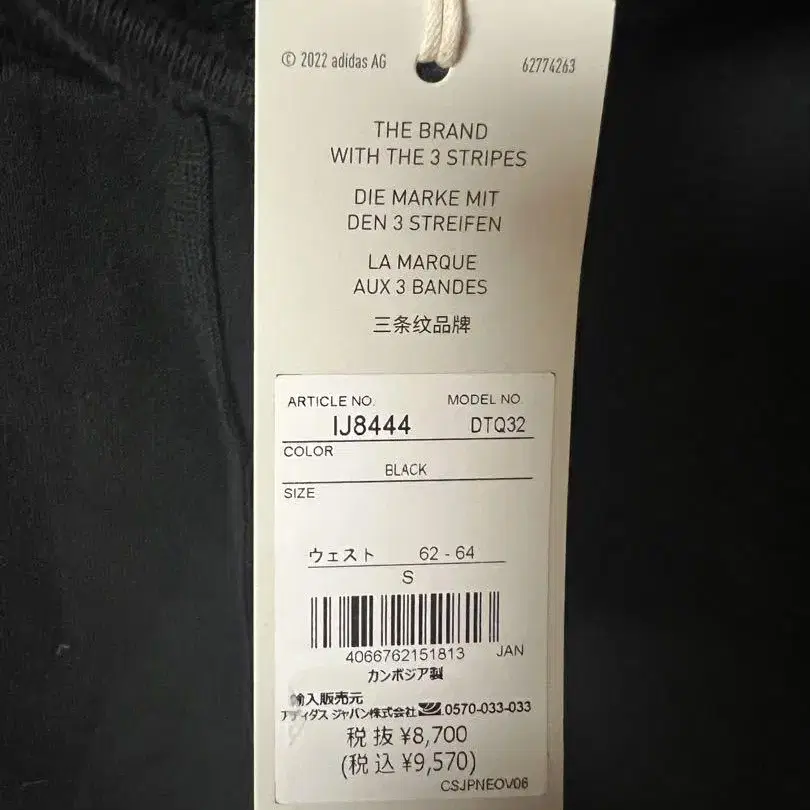 © 2022 adidas AG 62774263
THE BRAND
WITH THE 3 STRIPES
DIE MARKE MIT
DEN 3 STREIFEN
LA MARQUE
AUX 3 BANDES
三条纹品牌
ARTICLE NO. MODEL NO.
IJ8444 DTQ32
COLOR
BLACK
SIZE
ウェスト 62 - 64
S
4066762151813 JAN
カンボジア製
輸入販売元
アディダス ジャパン株式会社 0570-033-033
税抜 ¥8,700
(税込 ¥9,570)
CSJPNEOV06